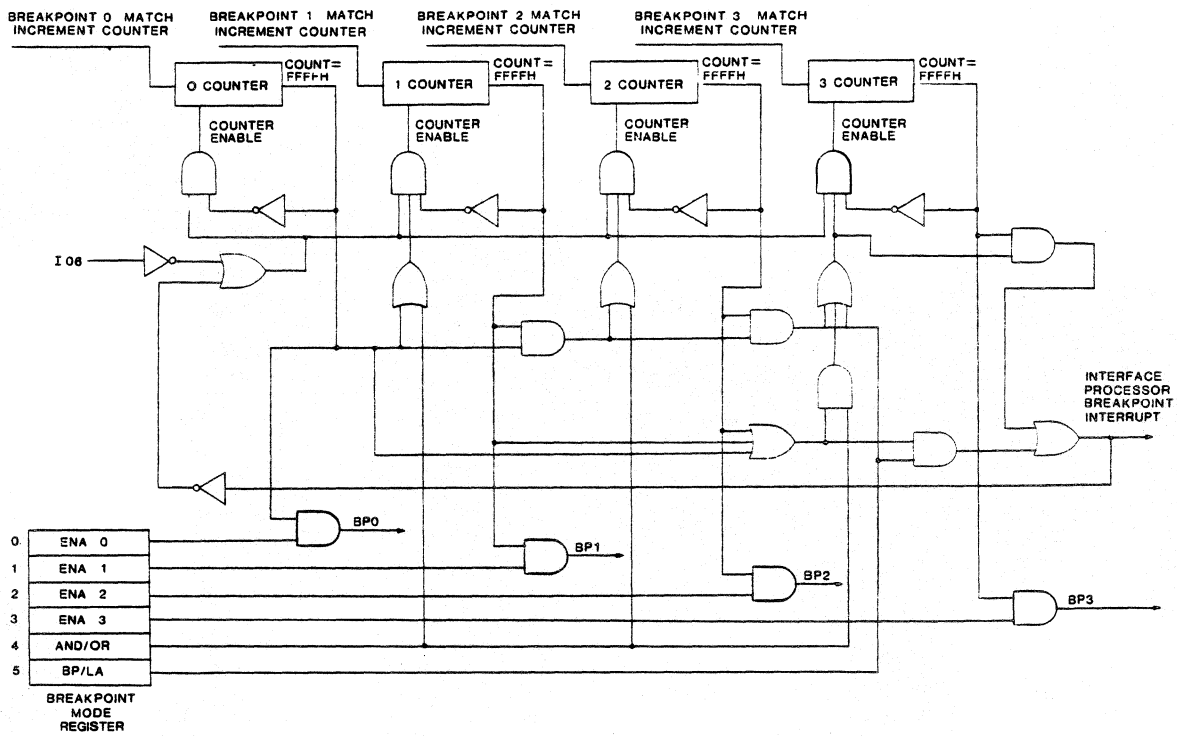 BREAKPOINT 0 MATCH
INCREMENT COUNTER
BREAKPOINT 1 MATCH
INCREMENT COUNTER
BREAKPOINT 2 MATCH
INCREMENT COUNTER
BREAKPOINT 3 MATCH
INCREMENT COUNTER
0 COUNTER
COUNT=
FFFFH
1 COUNTER
COUNT=
FFFFH
2 COUNTER
COUNT=
FFFFH
3 COUNTER
COUNT=
FFFFH
COUNTER
ENABLE
COUNTER
ENABLE
COUNTER
ENABLE
COUNTER
ENABLE
I 06
INTERFACE
PROCESSOR
BREAKPOINT
INTERRUPT
BP0
BP1
BP2
BP3
0 ENA 0
1 ENA 1
2 ENA 2
3 ENA 3
4 AND/OR
5 BP/LA
BREAKPOINT
MODE
REGISTER